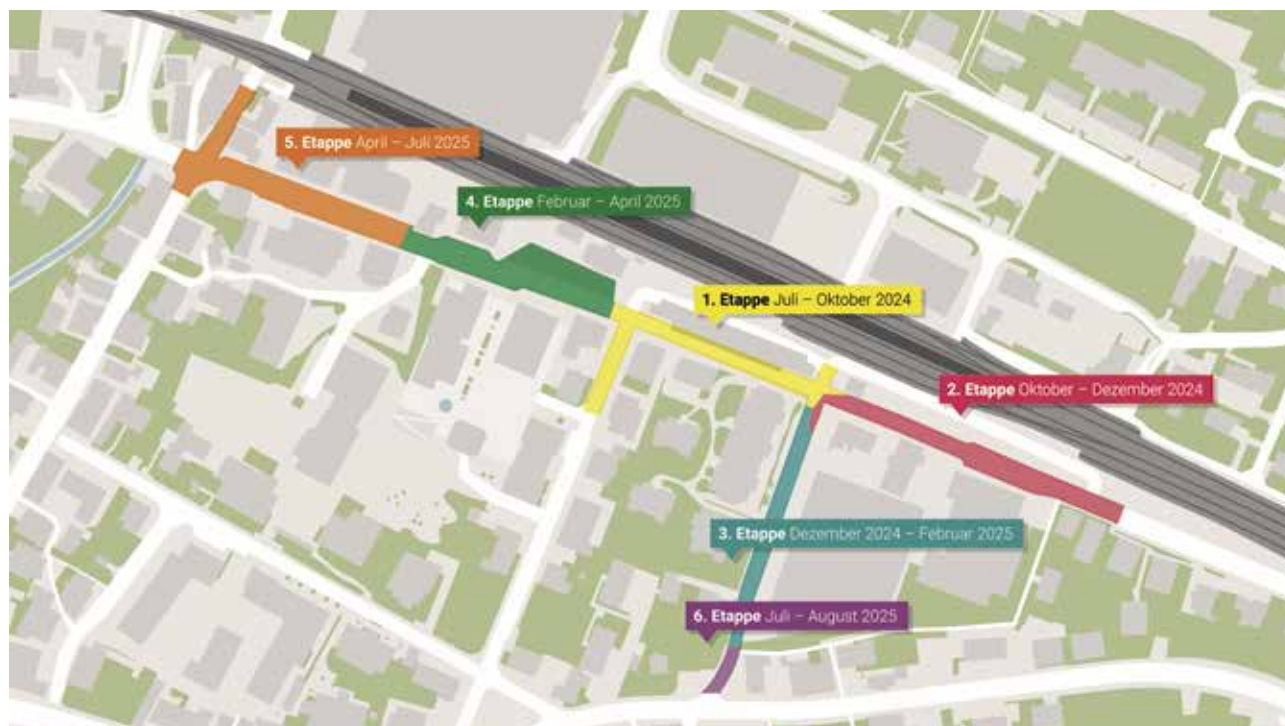 5. Etappe April – Juli 2025
4. Etappe Februar – April 2025
1. Etappe Juli – Oktober 2024
2. Etappe Oktober – Dezember 2024
3. Etappe Dezember 2024 – Februar 2025
6. Etappe Juli – August 2025